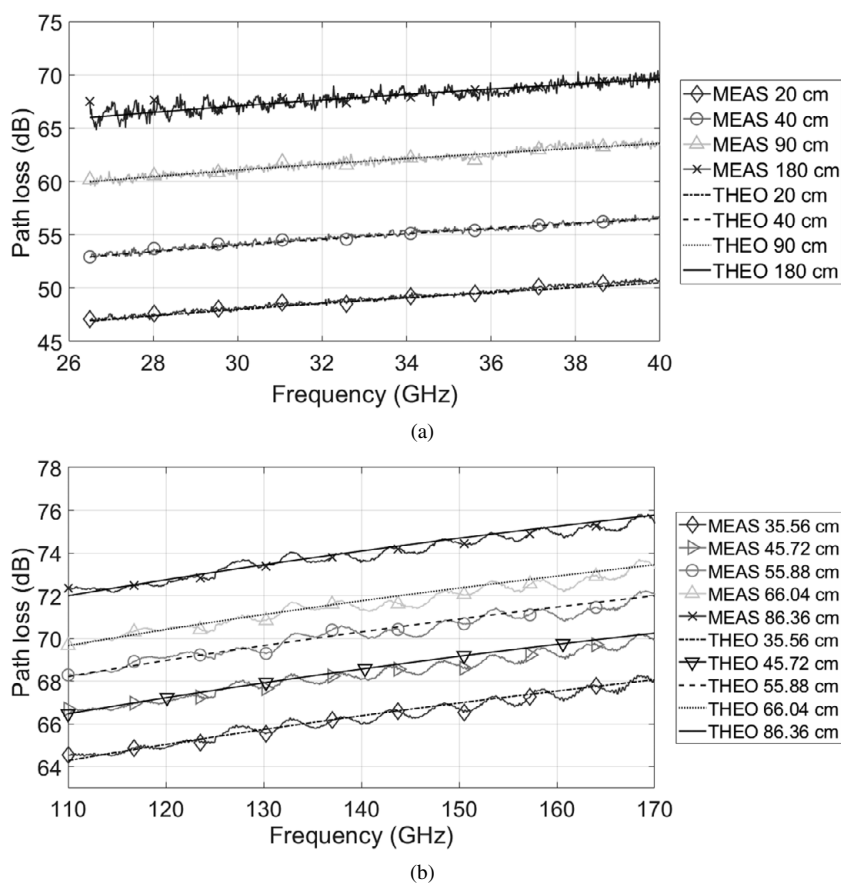 75
70
65
60
55
50
45
Path loss (dB)
26 28 30 32 34 36 38 40
Frequency (GHz)
MEAS 20 cm
MEAS 40 cm
MEAS 90 cm
MEAS 180 cm
THEO 20 cm
THEO 40 cm
THEO 90 cm
THEO 180 cm
(a)
78
76
74
72
70
68
66
64
Path loss (dB)
110 120 130 140 150 160 170
Frequency (GHz)
MEAS 35.56 cm
MEAS 45.72 cm
MEAS 55.88 cm
MEAS 66.04 cm
MEAS 86.36 cm
THEO 35.56 cm
THEO 45.72 cm
THEO 55.88 cm
THEO 66.04 cm
THEO 86.36 cm
(b)